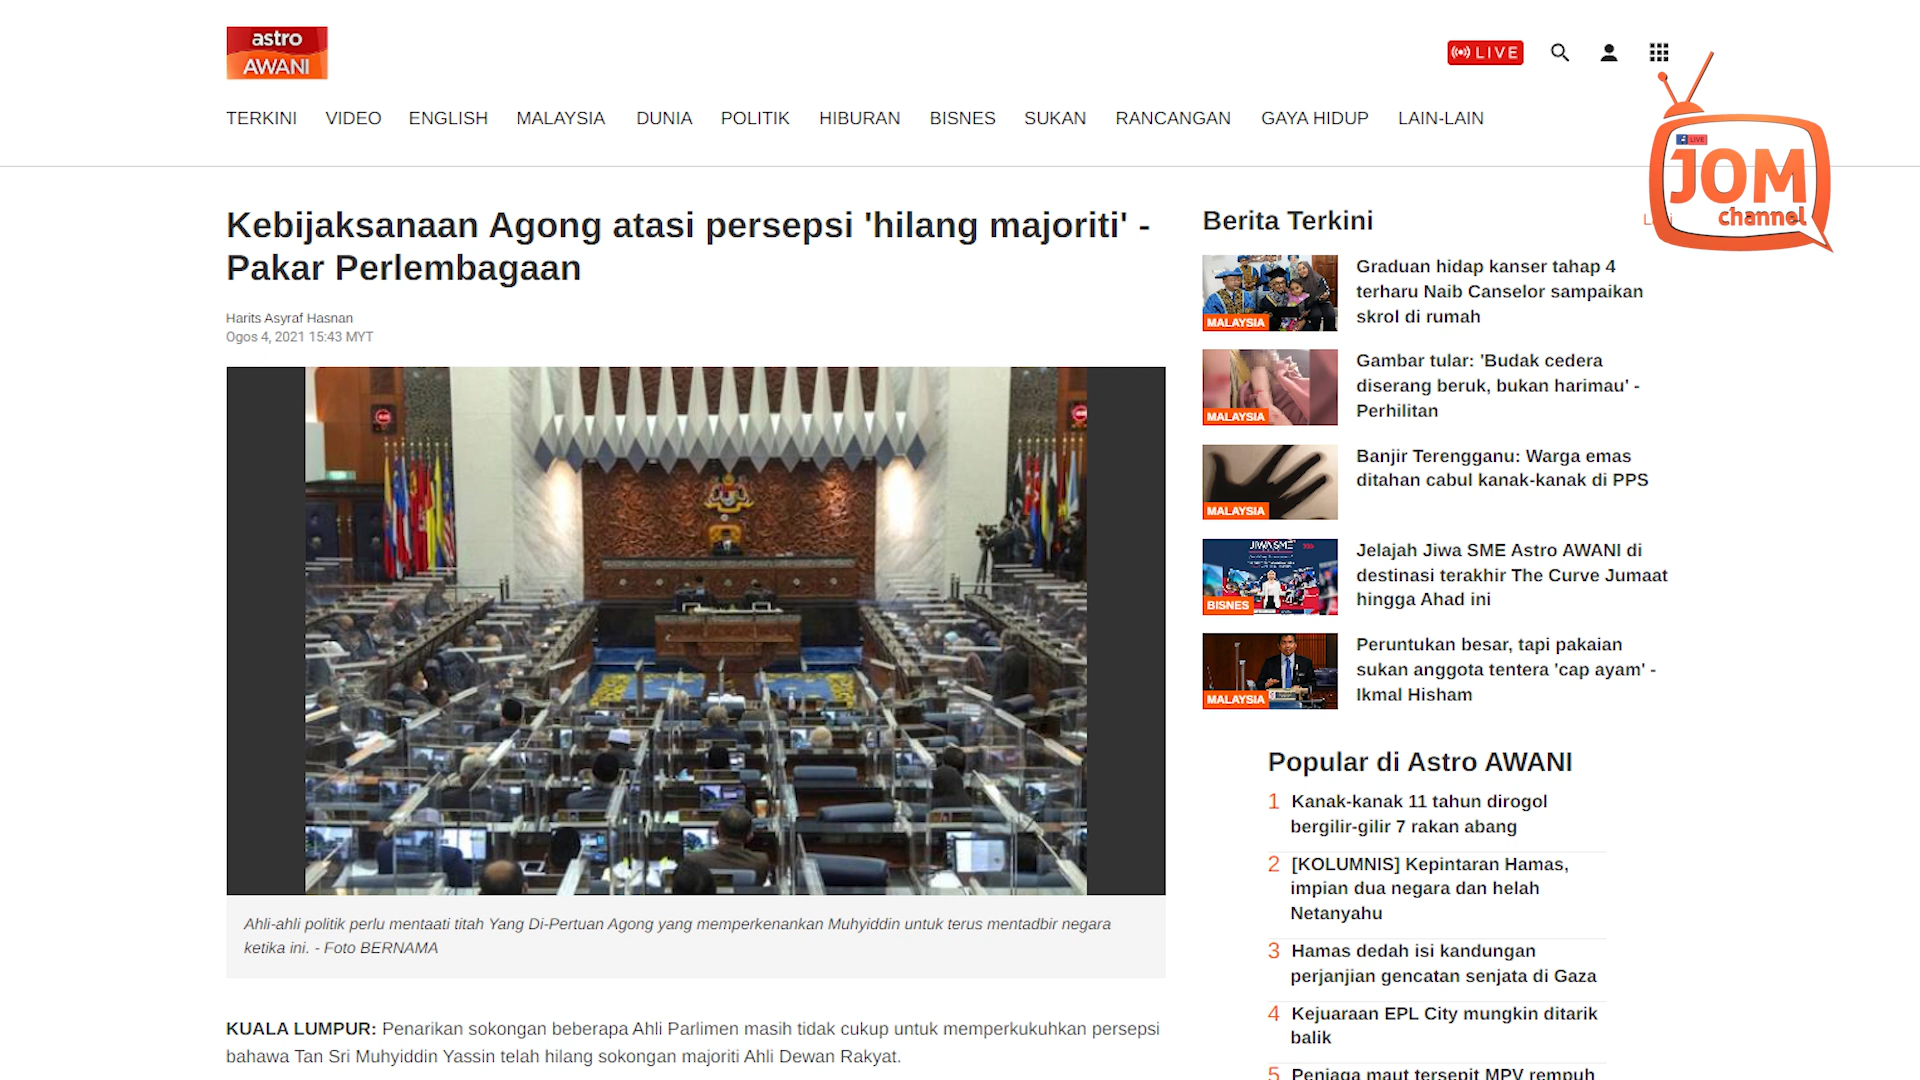 astro
AWANI
LIVE
TERKINI VIDEO ENGLISH MALAYSIA DUNIA POLITIK HIBURAN BISNES SUKAN RANCANGAN GAYA HIDUP LAIN-LAIN
LIVE
JOM
channel
Kebijaksanaan Agong atasi persepsi 'hilang majoriti' -
Pakar Perlembagaan
Harits Asyraf Hasnan
Ogos 4, 2021 15:43 MYT
Ahli-ahli politik perlu mentaati titah Yang Di-Pertuan Agong yang memperkenankan Muhyiddin untuk terus mentadbir negara
ketika ini. - Foto BERNAMA
KUALA LUMPUR: Penarikan sokongan beberapa Ahli Parlimen masih tidak cukup untuk memperkukuhkan persepsi
bahawa Tan Sri Muhyiddin Yassin telah hilang sokongan majoriti Ahli Dewan Rakyat.
Berita Terkini
MALAYSIA
Graduan hidap kanser tahap 4
terharu Naib Canselor sampaikan
skrol di rumah
MALAYSIA
Gambar tular: 'Budak cedera
diserang beruk, bukan harimau' -
Perhilitan
MALAYSIA
Banjir Terengganu: Warga emas
ditahan cabul kanak-kanak di PPS
JIWA SME
BISNES
Jelajah Jiwa SME Astro AWANI di
destinasi terakhir The Curve Jumaat
hingga Ahad ini
MALAYSIA
Peruntukan besar, tapi pakaian
sukan anggota tentera 'cap ayam' -
Ikmal Hisham
Popular di Astro AWANI
1 Kanak-kanak 11 tahun dirogol
bergilir-gilir 7 rakan abang
2 [KOLUMNIS] Kepintaran Hamas,
impian dua negara dan helah
Netanyahu
3 Hamas dedah isi kandungan
perjanjian gencatan senjata di Gaza
4 Kejuaraan EPL City mungkin ditarik
balik
5 Peniaga maut tersepit MPV rempuh